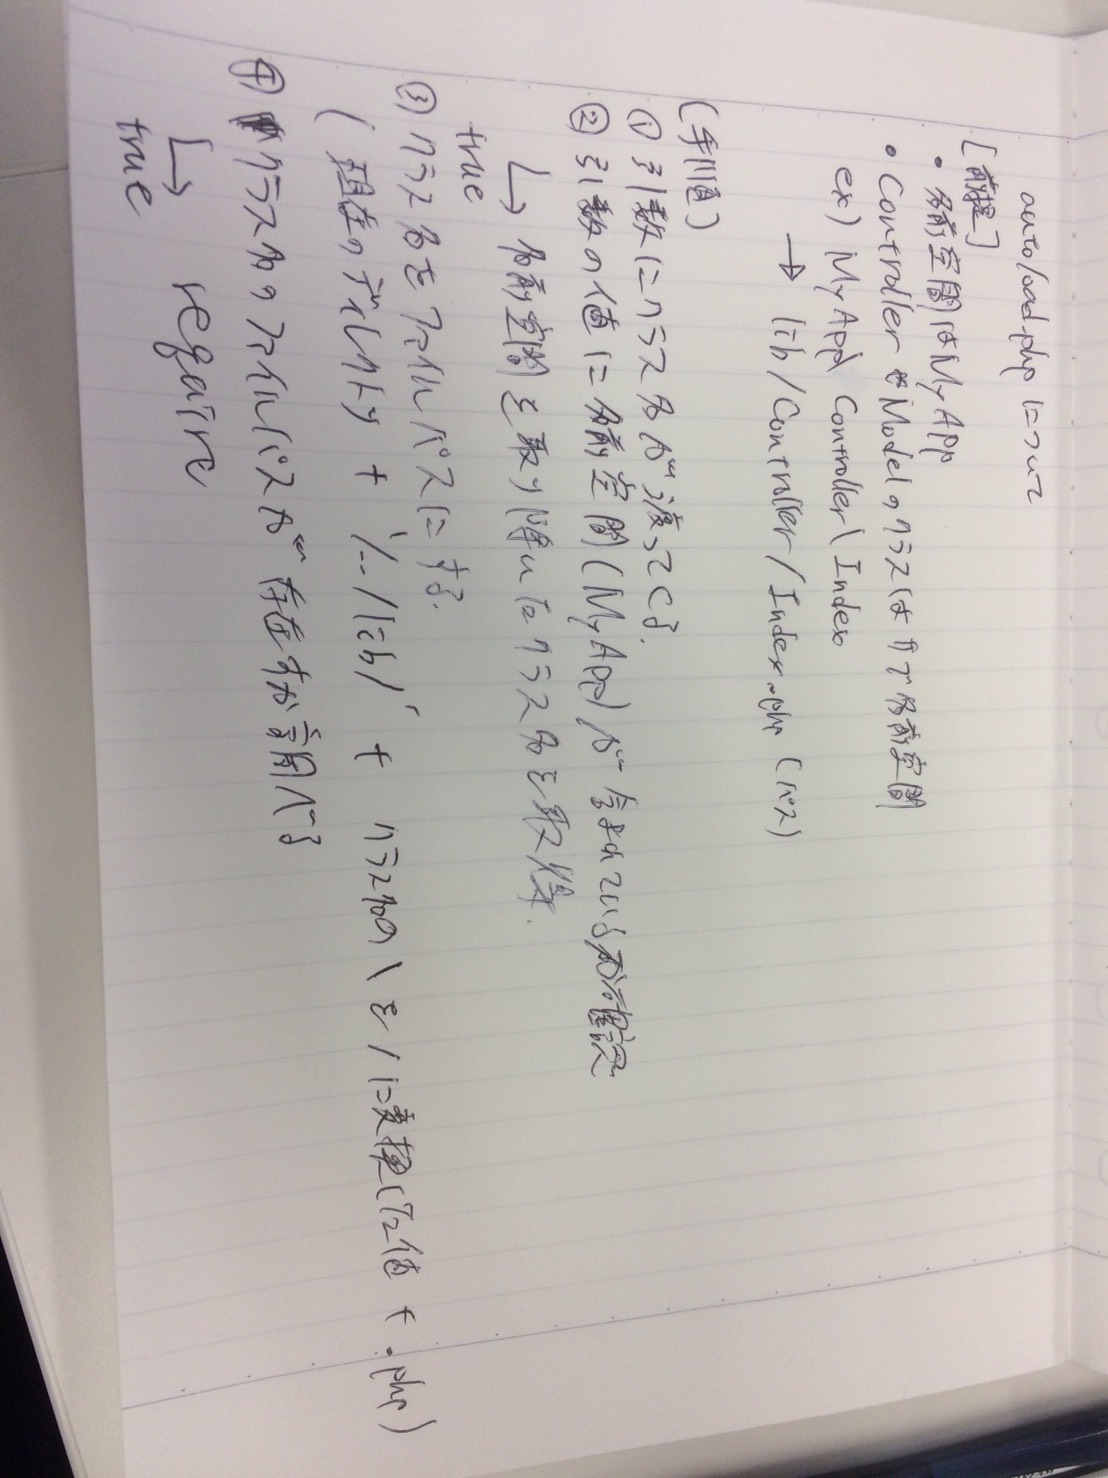 autoload.phpについて
[前提]
・名前空間はMyApp
・ControllerやModelのクラスはサブ名前空間
ex) MyApp Controller\Index
→ lib/Controller/Index.php (パス)
(手順)
① 引数にクラス名が渡ってくる.
② 引数の値に名前空間(MyApp)が含まれているか確認
↳ 名前空間を取り除いたクラス名を取得.
true
③ クラス名をファイルパスにする.
(現在のディレクトリ + '/../lib/' + クラス名の \ を / に変換した値 + .php)
④ クラス名のファイルパスが存在するか調べる
↳ regaire
true